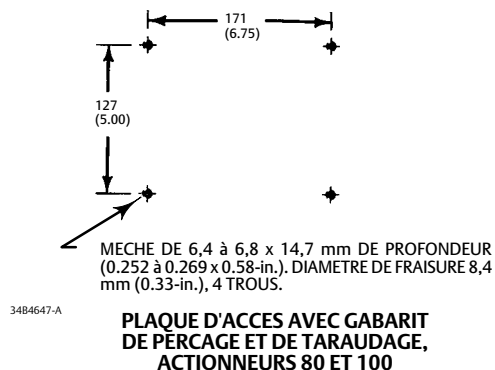 171
(6.75)
127
(5.00)
MECHE DE 6,4 à 6,8 x 14,7 mm DE PROFONDEUR
(0.252 à 0.269 x 0.58-in.). DIAMETRE DE FRAISURE 8,4
mm (0.33-in.), 4 TROUS.
34B4647-A
PLAQUE D'ACCES AVEC GABARIT
DE PERCAGE ET DE TARAUDAGE,
ACTIONNEURS 80 ET 100